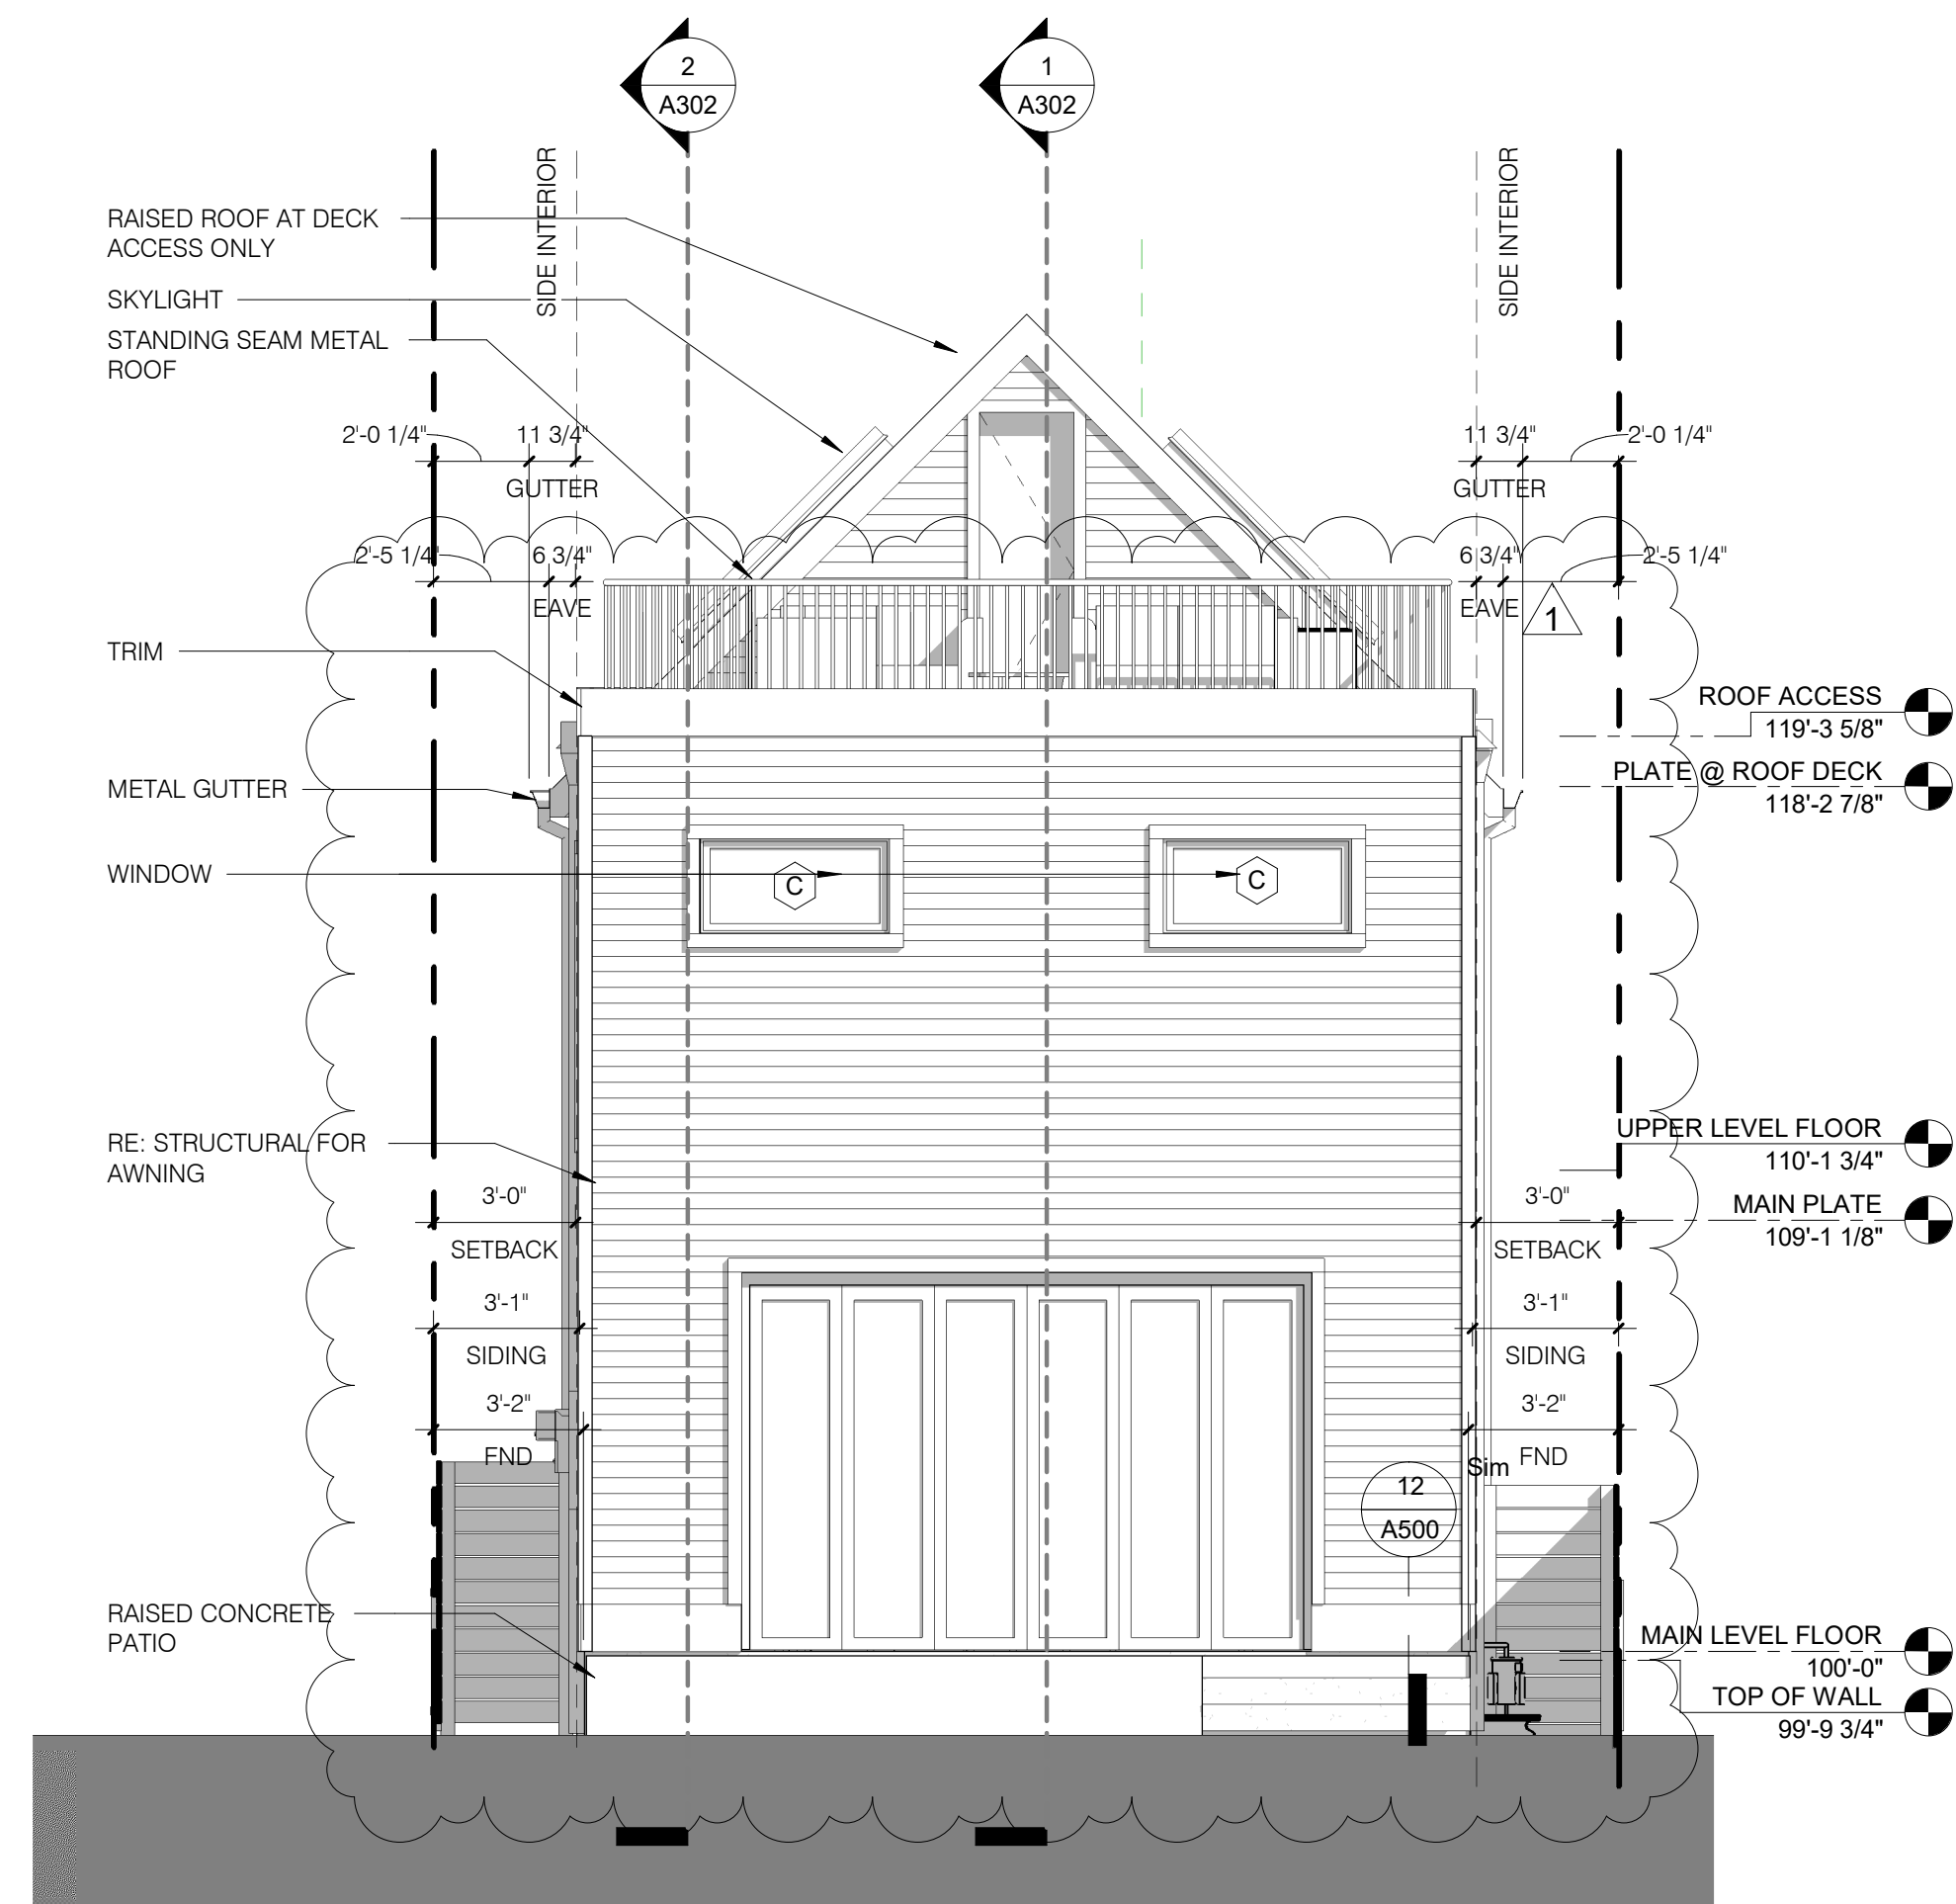 2
A302
1
A302
SIDE INTERIOR
SIDE INTERIOR
RAISED ROOF AT DECK
ACCESS ONLY
SKYLIGHT
STANDING SEAM METAL
ROOF
2'-0 1/4"
11 3/4"
11 3/4"
2'-0 1/4"
GUTTER
GUTTER
2'-5 1/4"
6 3/4"
6 3/4"
2'-5 1/4"
EAVE
EAVE
1
TRIM
ROOF ACCESS
119'-3 5/8"
METAL GUTTER
PLATE @ ROOF DECK
118'-2 7/8"
WINDOW
C
C
RE: STRUCTURAL FOR
AWNING
UPPER LEVEL FLOOR
110'-1 3/4"
3'-0"
3'-0"
MAIN PLATE
109'-1 1/8"
SETBACK
SETBACK
3'-1"
3'-1"
SIDING
SIDING
3'-2"
3'-2"
FND
FND
Sim
12
A500
RAISED CONCRETE
PATIO
MAIN LEVEL FLOOR
100'-0"
TOP OF WALL
99'-9 3/4"